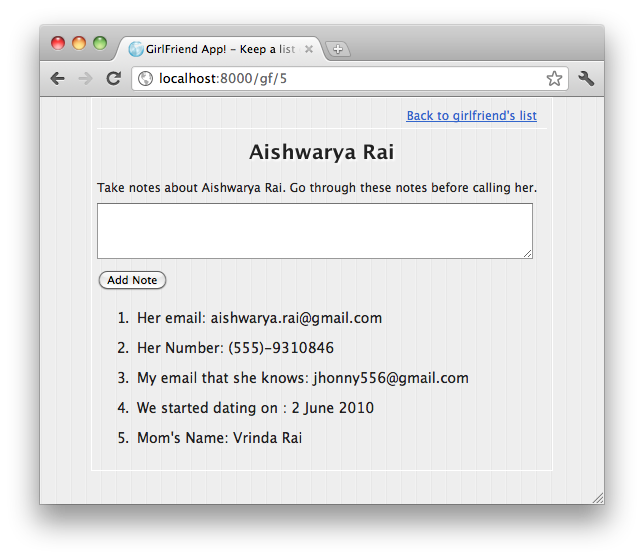 GirlFriend App! – Keep a list
localhost:8000/gf/5
Back to girlfriend's list
Aishwarya Rai
Take notes about Aishwarya Rai. Go through these notes before calling her.
Add Note
1. Her email: aishwarya.rai@gmail.com
2. Her Number: (555)-9310846
3. My email that she knows: jhonny556@gmail.com
4. We started dating on : 2 June 2010
5. Mom's Name: Vrinda Rai